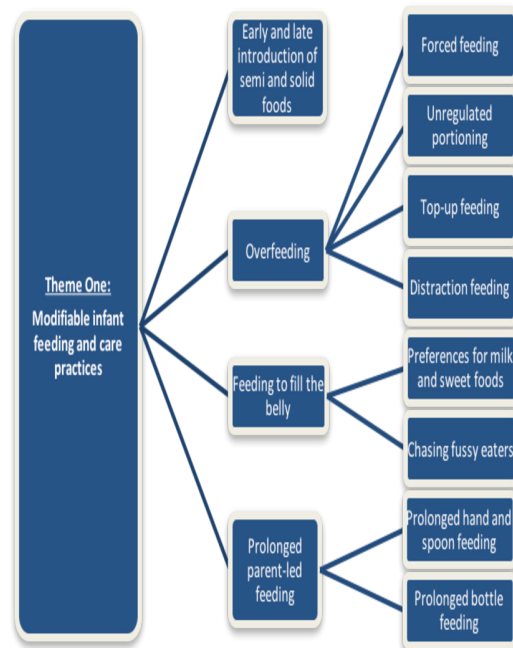 Theme One:
Modifiable infant
feeding and care
practices
Early and late
introduction of
semi and solid
foods
Overfeeding
Feeding to fill the
belly
Prolonged
parent-led
feeding
Forced feeding
Unregulated
portioning
Top-up feeding
Distraction feeding
Preferences for milk
and sweet foods
Chasing fussy eaters
Prolonged hand and
spoon feeding
Prolonged bottle
feeding